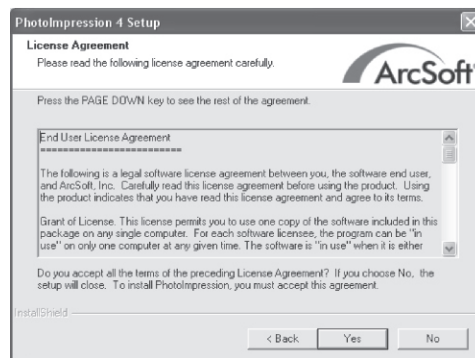 PhotoImpression 4 Setup
License Agreement
Please read the following license agreement carefully.
ArcSoft
Press the PAGE DOWN key to see the rest of the agreement.
End User License Agreement
=========================
The following is a legal software license agreement between you, the software end user,
and ArcSoft, Inc. Carefully read this license agreement before using the product. Using
the product indicates that you have read this license agreement and agree to its terms.
Grant of License. This license permits you to use one copy of the software included in this
package on any single computer. For each software licensee, the program can be "in
use" on only one computer at any given time. The software is "in use" when it is either
Do you accept all the terms of the preceding License Agreement? If you choose No, the
setup will close. To install PhotoImpression, you must accept this agreement.
InstallShield
< Back
Yes
No